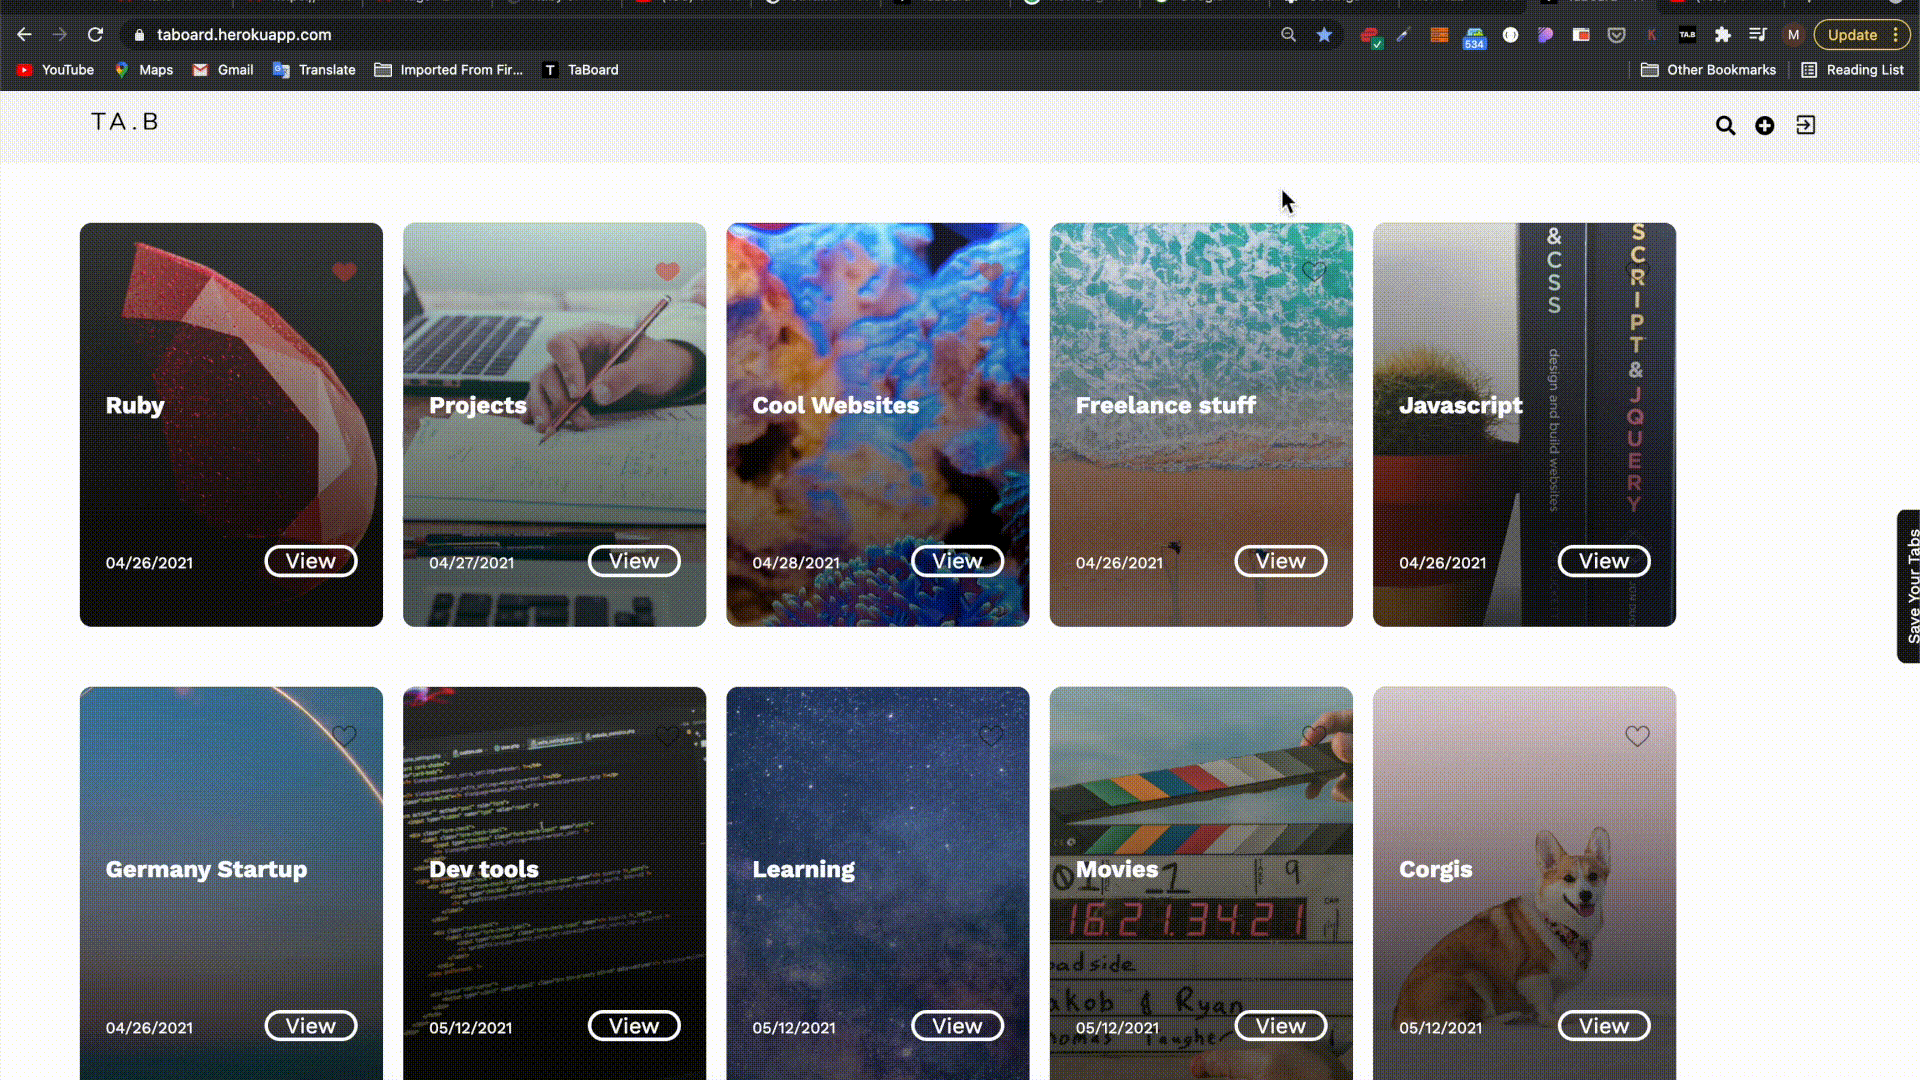 taboard.herokuapp.com
534
TA.B
M
Update
YouTube
Maps
Gmail
Translate
Imported From Fir...
TaBoard
Other Bookmarks
Reading List
TA.B
Ruby
04/26/2021
View
Projects
04/27/2021
View
Cool Websites
04/28/2021
View
Freelance stuff
04/26/2021
View
& CSS
design and build websites
SCRIPT & JQUERY
Javascript
04/26/2021
View
Save Your Tabs
Germany Startup
04/26/2021
View
Dev tools
05/12/2021
View
Learning
05/12/2021
View
Movies
9
16.21.34.21
Ryan
05/12/2021
View
Corgis
05/12/2021
View